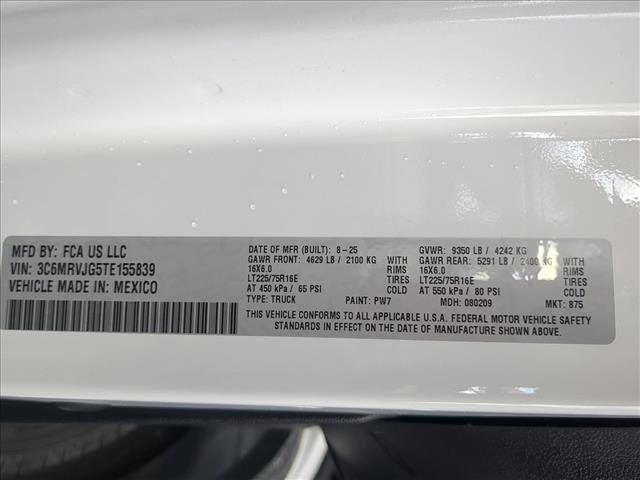 MFD BY: FCA US LLC
VIN: 3C6MRVJG5TE155839
VEHICLE MADE IN: MEXICO
DATE OF MFR (BUILT): 8-25
GAWR FRONT: 4629 LB / 2100 KG WITH
16X6.0 RIMS
LT225/75R16E TIRES
AT 450 kPa / 65 PSI COLD
TYPE: TRUCK PAINT: PW7
GVWR: 9350 LB / 4242 KG
GAWR REAR: 5291 LB / 2400 KG WITH
16X6.0 RIMS
LT225/75R16E TIRES
AT 550 kPa / 80 PSI COLD
MDH: 080209 MKT: 875
THIS VEHICLE CONFORMS TO ALL APPLICABLE U.S.A. FEDERAL MOTOR VEHICLE SAFETY
STANDARDS IN EFFECT ON THE DATE OF MANUFACTURE SHOWN ABOVE.